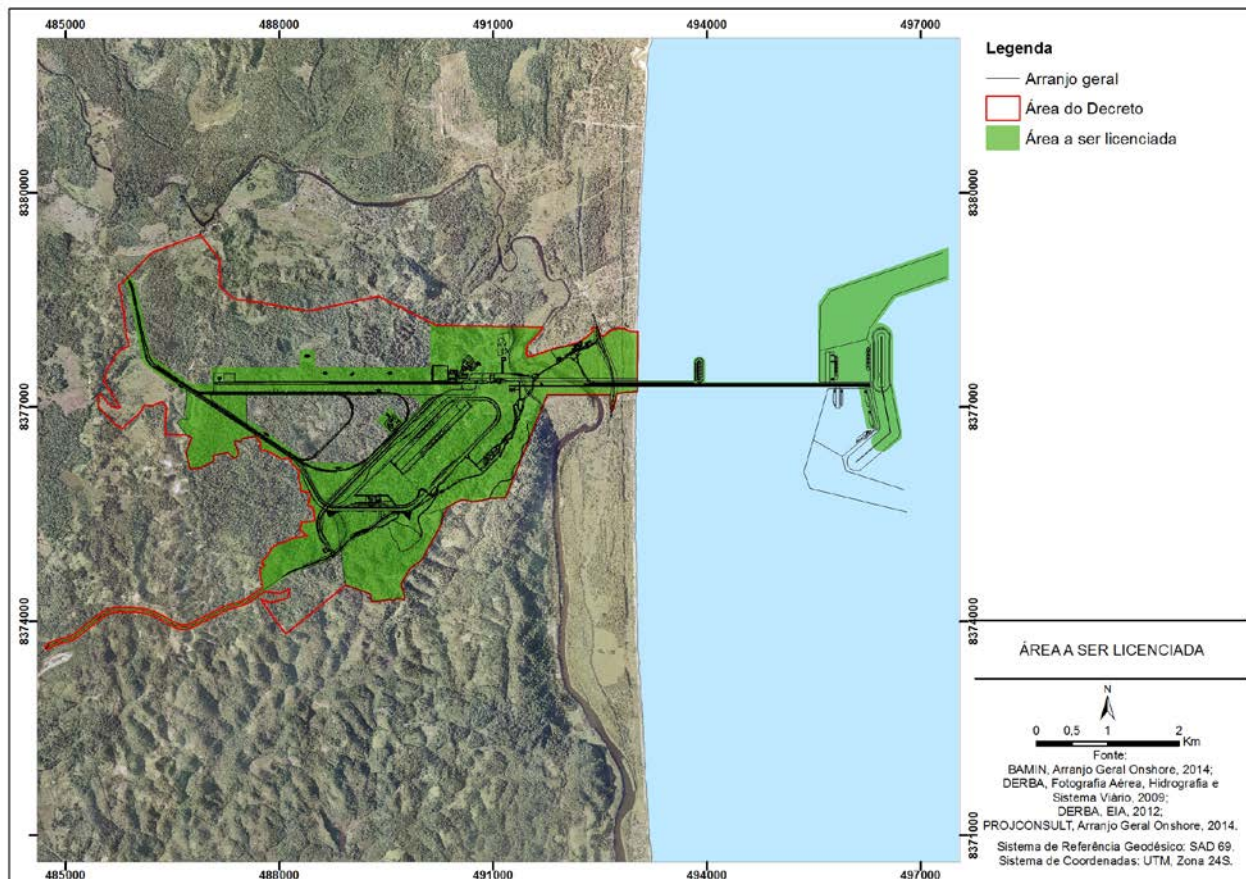 485000 488000 491000 494000 497000
Legenda
Arranjo geral
Área do Decreto
Área a ser licenciada
8380000 8380000
8377000 8377000
8374000 8374000
ÁREA A SER LICENCIADA
N
0 0,5 1 2
Km
Fonte:
BAMIN, Arranjo Geral Onshore, 2014;
DERBA, Fotografia Aérea, Hidrografia e
Sistema Viário, 2009;
DERBA, EIA, 2012;
PROJCONSULT, Arranjo Geral Onshore, 2014.
Sistema de Referência Geodésico: SAD 69.
Sistema de Coordenadas: UTM, Zona 24S.
8371000 8371000
485000 488000 491000 494000 497000